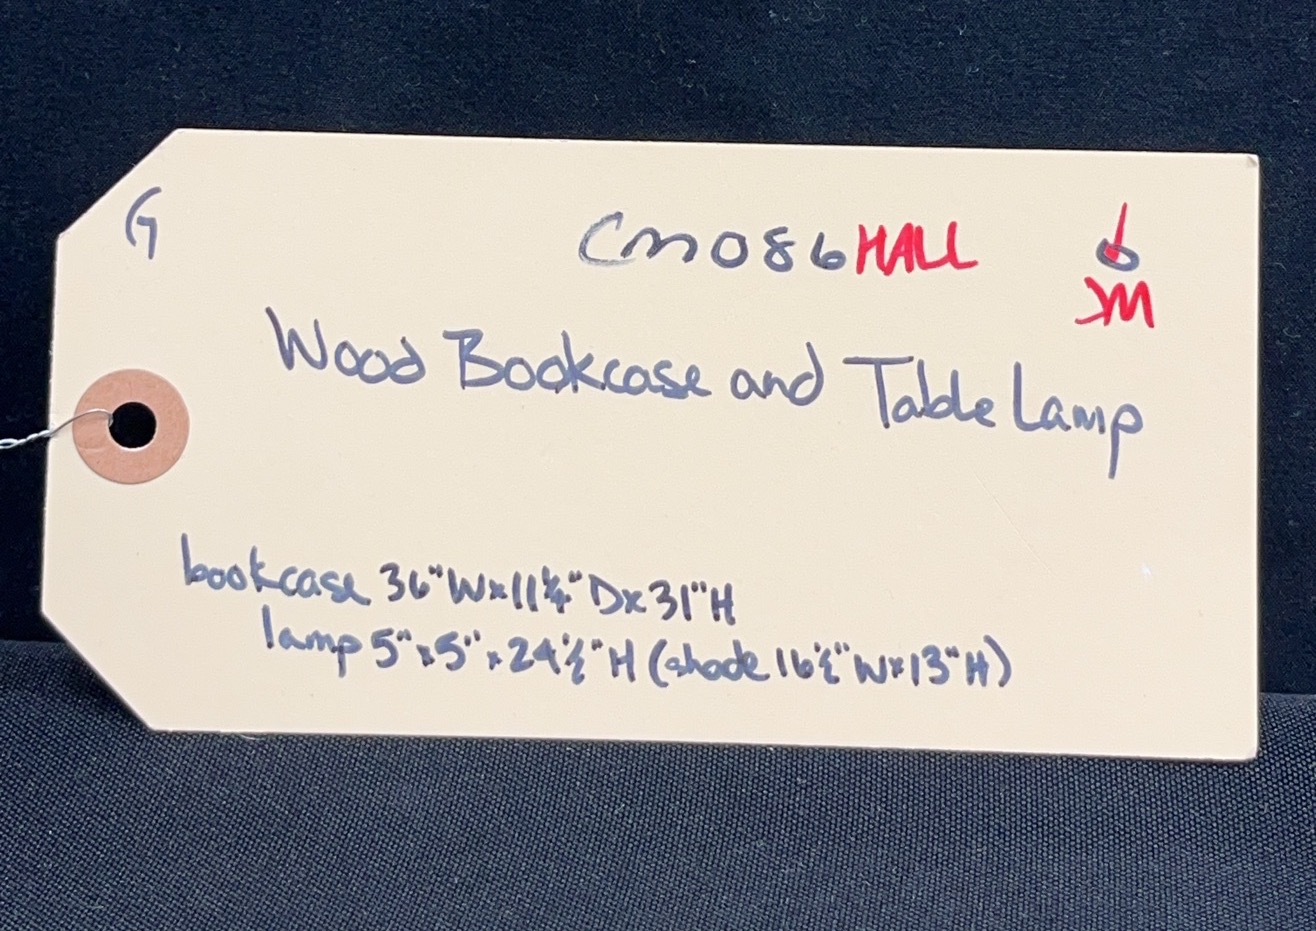 G
CM086HALL
JM
Wood Bookcase and Table Lamp
bookcase 36"W x 11¼"D x 31"H
lamp 5" x 5" x 24½"H (shade 16½"W x 13"H)